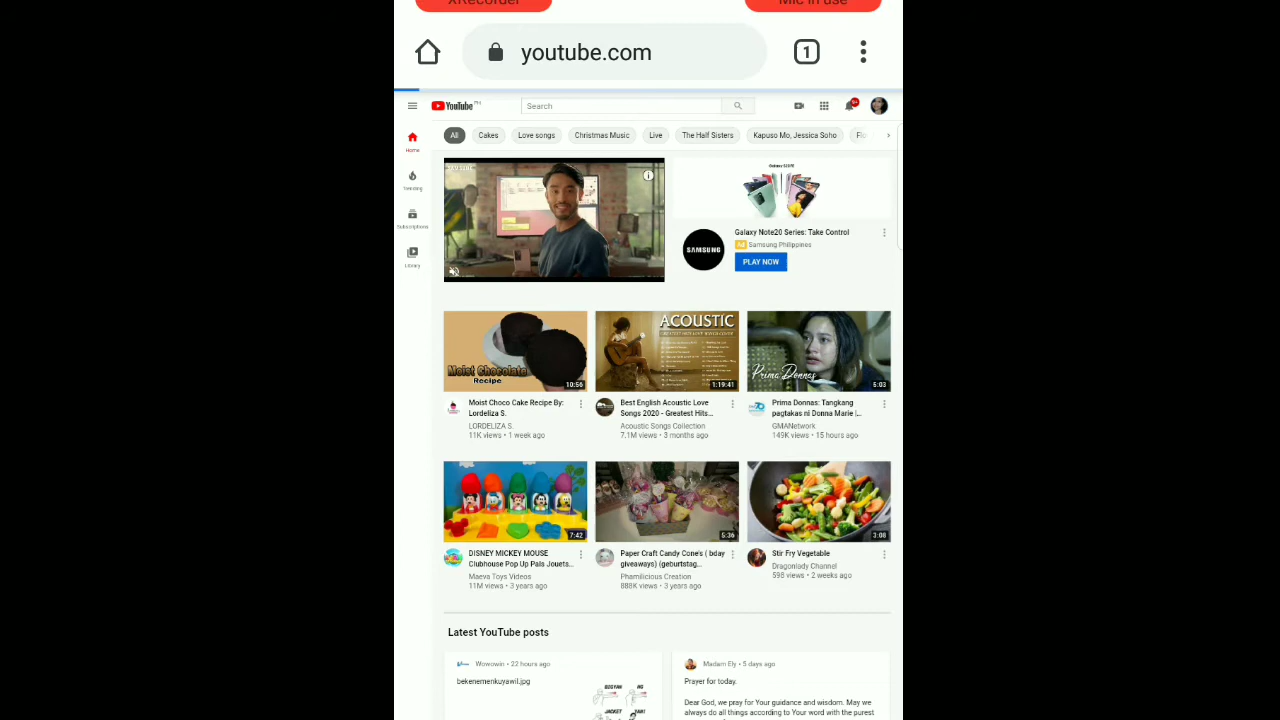 XRecorder
Mic in use
youtube.com
1
YouTube PH
Search
9+
Home
Trending
Subscriptions
Library
All
Cakes
Love songs
Christmas Music
Live
The Half Sisters
Kapuso Mo, Jessica Soho
Flo
SAMSUNG
SAMSUNG
Galaxy Note20 Series: Take Control
Ad Samsung Philippines
PLAY NOW
Moist Chocolate
Recipe
10:56
Moist Choco Cake Recipe By:
Lordeliza S.
LORDELIZA S.
11K views • 1 week ago
ACOUSTIC
1:19:41
Best English Acoustic Love
Songs 2020 - Greatest Hits...
Acoustic Songs Collection
7.1M views • 3 months ago
Prima Donnas
5:03
Prima Donnas: Tangkang
pagtakas ni Donna Marie |...
GMANetwork
149K views • 15 hours ago
7:42
DISNEY MICKEY MOUSE
Clubhouse Pop Up Pals Jouets...
Maeva Toys Videos
11M views • 3 years ago
5:36
Paper Craft Candy Cone's ( bday
giveaways) (geburtstag...
Phamilicious Creation
888K views • 3 years ago
3:08
Stir Fry Vegetable
Dragonlady Channel
598 views • 2 weeks ago
Latest YouTube posts
Wowowin • 22 hours ago
bekenemenkuyawil.jpg
Madam Ely • 5 days ago
Prayer for today.
Dear God, we pray for Your guidance and wisdom. May we
always do all things according to Your word with the purest